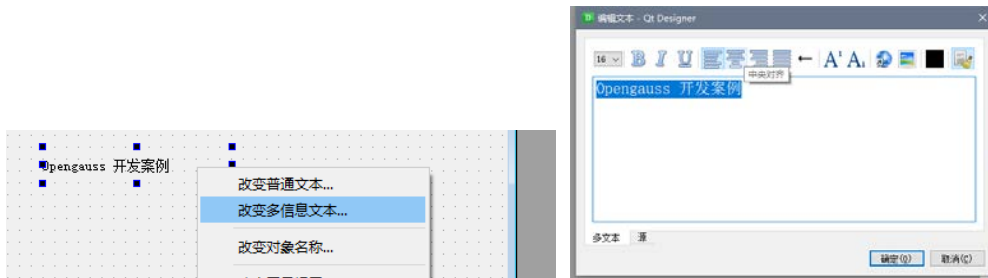 Opengauss 开发案例
改变普通文本...
改变多信息文本...
改变对象名称...
编辑文本 - Qt Designer
16
B I U
A¹ A₁
中央对齐
Opengauss 开发案例
多文本 源
确定(O) 取消(C)